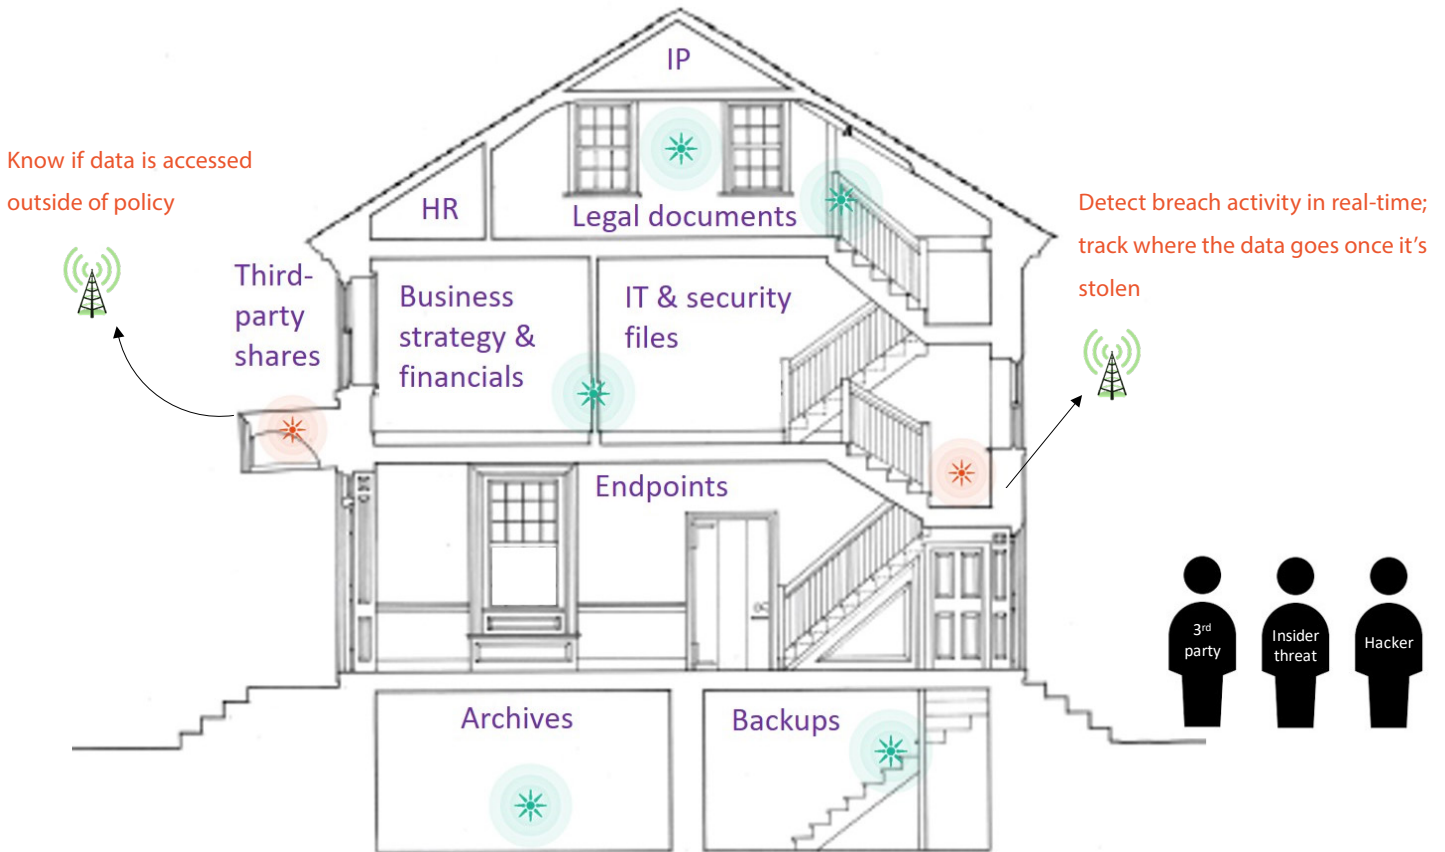 IP
Know if data is accessed
outside of policy
HR
Legal documents
Detect breach activity in real-time;
track where the data goes once it’s
stolen
Third-
party
shares
Business
strategy &
financials
IT & security
files
Endpoints
3rd
party
Insider
threat
Hacker
Archives
Backups